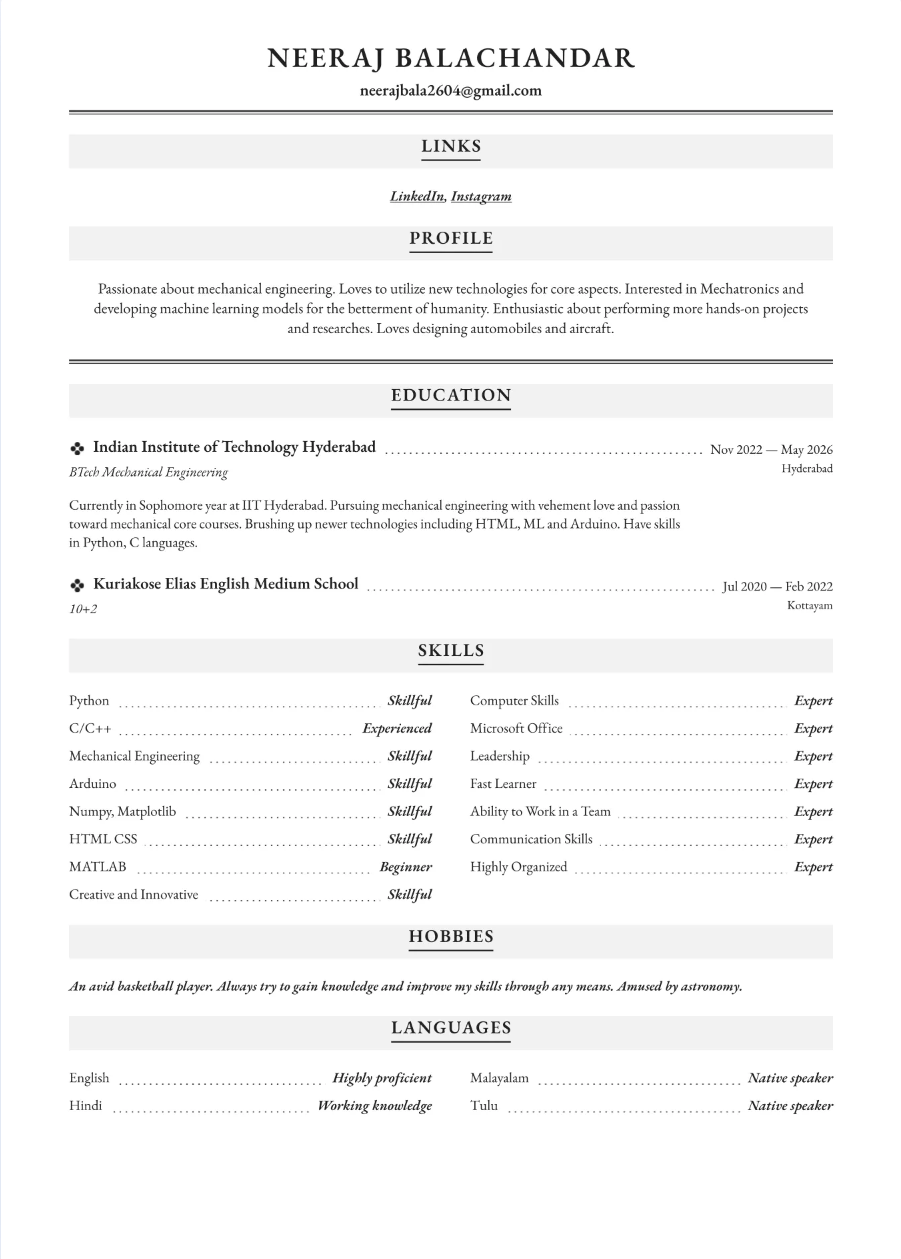 NEERAJ BALACHANDAR
neerajbala2604@gmail.com
LINKS
LinkedIn, Instagram
PROFILE
Passionate about mechanical engineering. Loves to utilize new technologies for core aspects. Interested in Mechatronics and
developing machine learning models for the betterment of humanity. Enthusiastic about performing more hands-on projects
and researches. Loves designing automobiles and aircraft.
EDUCATION
Indian Institute of Technology Hyderabad Nov 2022 — May 2026
BTech Mechanical Engineering Hyderabad
Currently in Sophomore year at IIT Hyderabad. Pursuing mechanical engineering with vehement love and passion
toward mechanical core courses. Brushing up newer technologies including HTML, ML and Arduino. Have skills
in Python, C languages.
Kuriakose Elias English Medium School Jul 2020 — Feb 2022
10+2 Kottayam
SKILLS
Python Skillful
C/C++ Experienced
Mechanical Engineering Skillful
Arduino Skillful
Numpy, Matplotlib Skillful
HTML CSS Skillful
MATLAB Beginner
Creative and Innovative Skillful
Computer Skills Expert
Microsoft Office Expert
Leadership Expert
Fast Learner Expert
Ability to Work in a Team Expert
Communication Skills Expert
Highly Organized Expert
HOBBIES
An avid basketball player. Always try to gain knowledge and improve my skills through any means. Amused by astronomy.
LANGUAGES
English Highly proficient
Hindi Working knowledge
Malayalam Native speaker
Tulu Native speaker